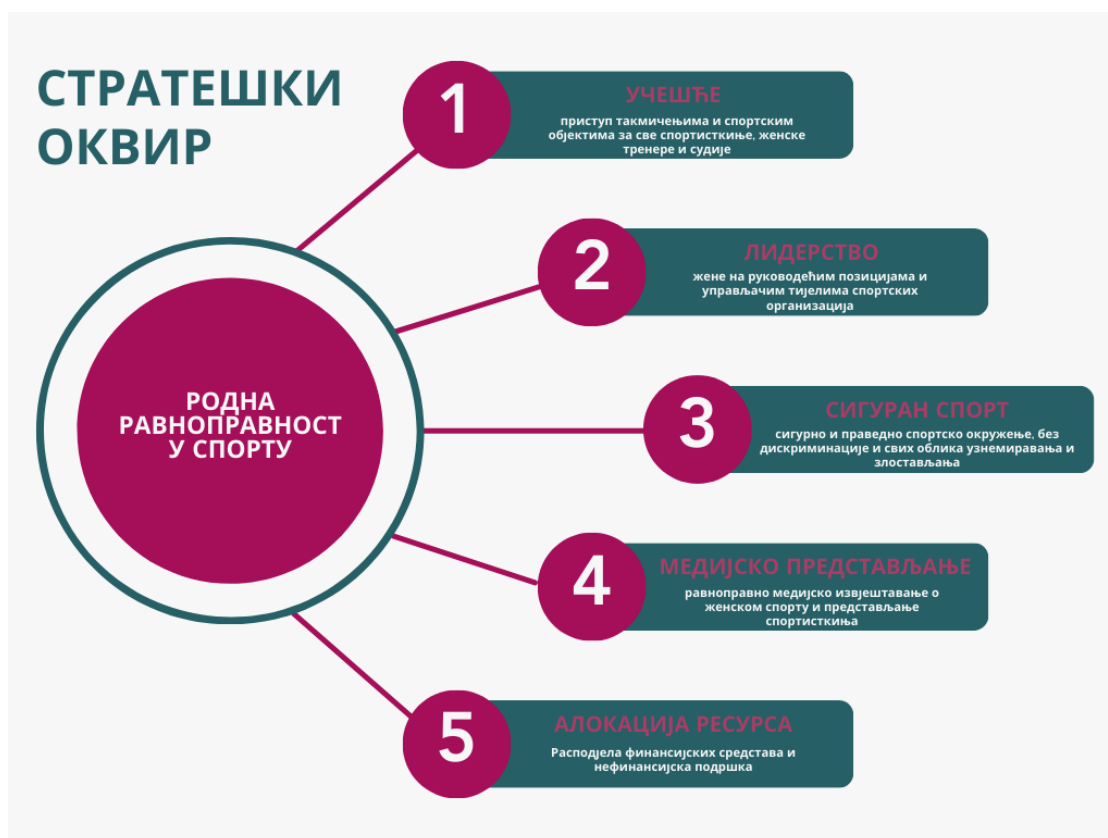 СТРАТЕШКИ
ОКВИР
1
УЧЕШЋЕ
приступ такмичењима и спортским
објектима за све спортисткиње, женске
тренере и судије
2
ЛИДЕРСТВО
жене на руководећим позицијама и
управљачим тијелима спортских
организација
РОДНА
РАВНОПРАВНОСТ
У СПОРТУ
3
СИГУРАН СПОРТ
сигурно и праведно спортско окружење, без
дискриминације и свих облика узнемиравања и
злостављања
4
МЕДИЈСКО ПРЕДСТАВЉАЊЕ
равноправно медијско извјештавање о
женском спорту и представљање
спортисткиња
5
АЛОКАЦИЈА РЕСУРСА
Расподјела финансијских средстава и
нефинансијска подршка